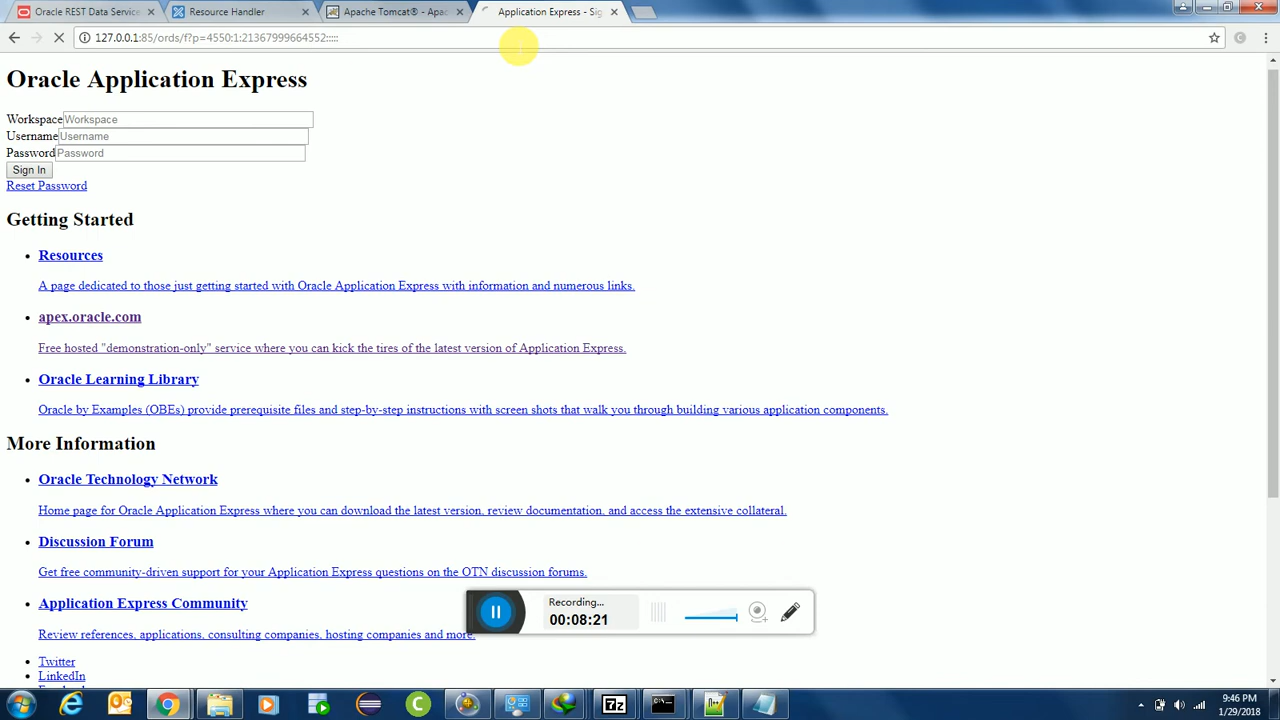 Oracle REST Data Service
Resource Handler
Apache Tomcat® - Apac
Application Express - Sig
127.0.0.1:85/ords/f?p=4550:1:21367999664552:::::
Oracle Application Express
Workspace Workspace
Username Username
Password Password
Sign In
Reset Password
Getting Started
Resources
A page dedicated to those just getting started with Oracle Application Express with information and numerous links.
apex.oracle.com
Free hosted "demonstration-only" service where you can kick the tires of the latest version of Application Express.
Oracle Learning Library
Oracle by Examples (OBEs) provide prerequisite files and step-by-step instructions with screen shots that walk you through building various application components.
More Information
Oracle Technology Network
Home page for Oracle Application Express where you can download the latest version, review documentation, and access the extensive collateral.
Discussion Forum
Get free community-driven support for your Application Express questions on the OTN discussion forums.
Application Express Community
Review references, applications, consulting companies, hosting companies and more.
Recording...
00:08:21
Twitter
LinkedIn
7z
9:46 PM
1/29/2018